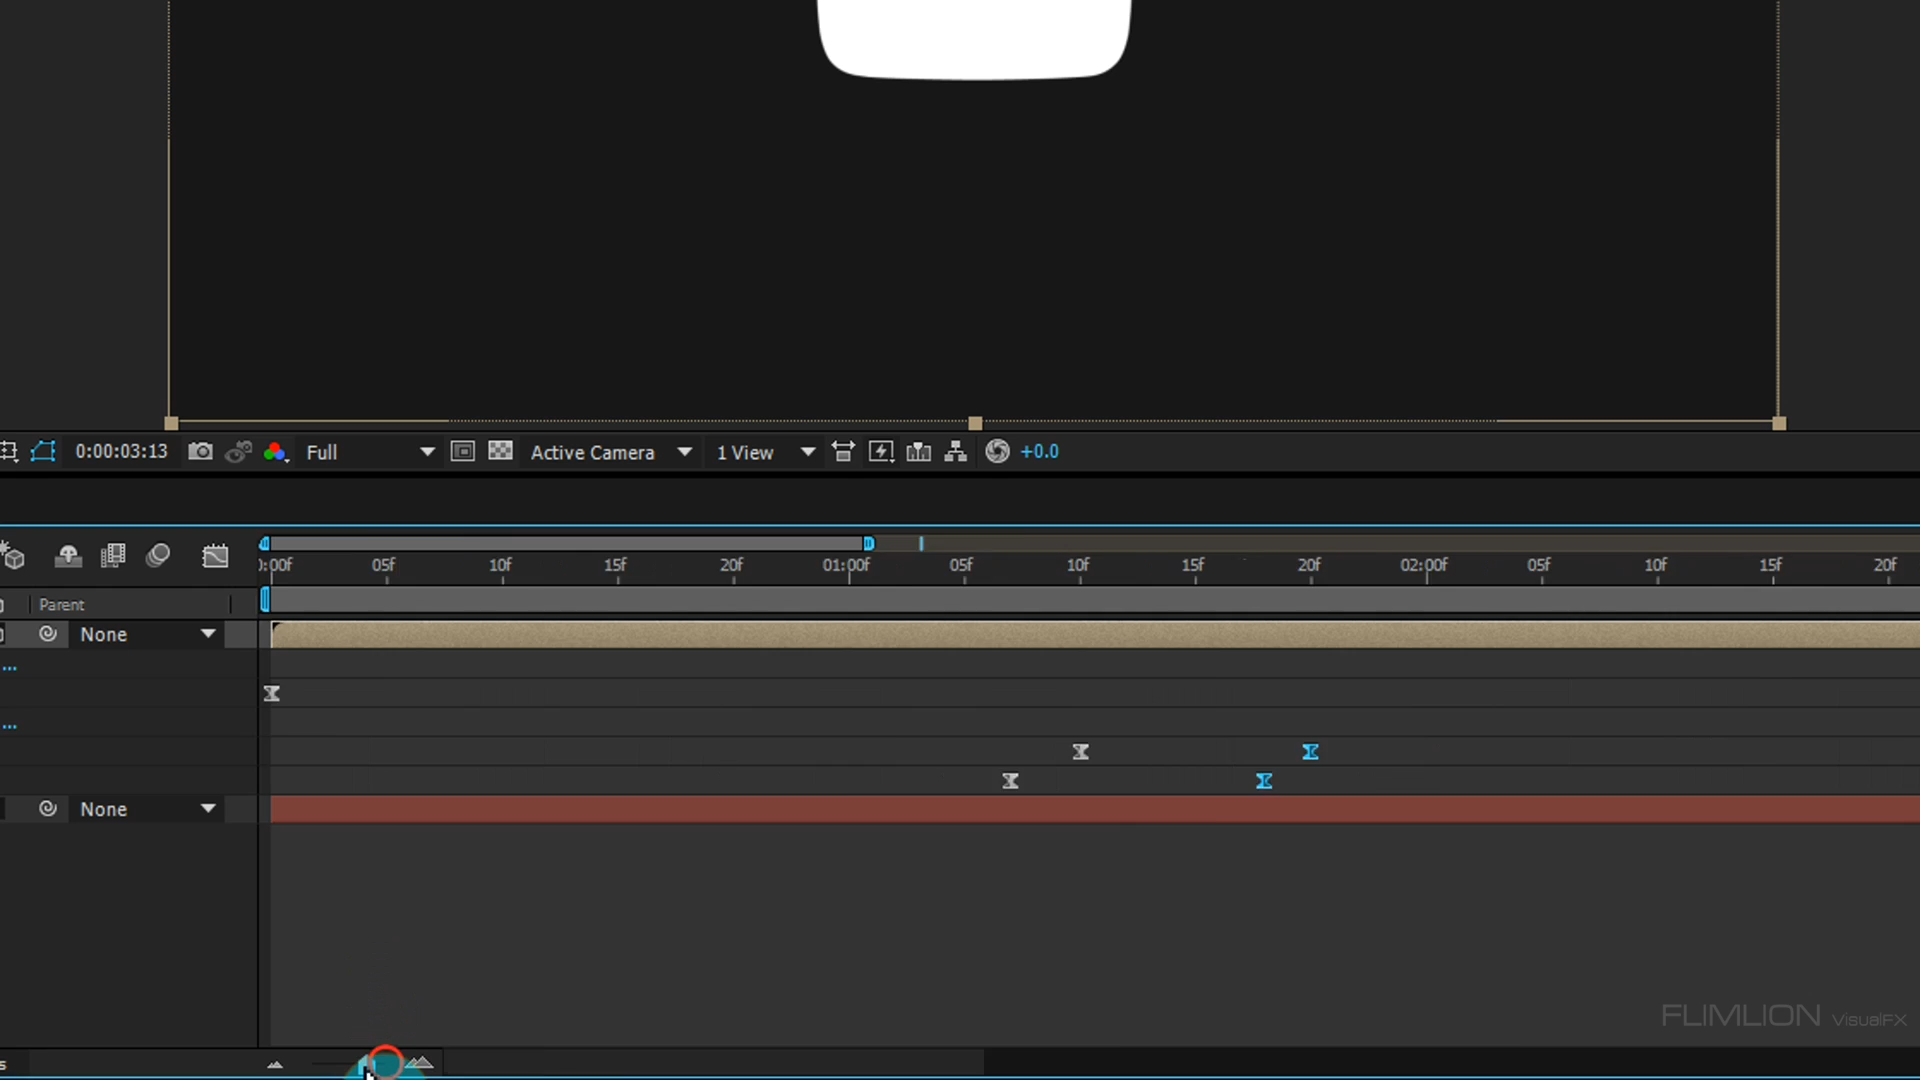 0:00:03:13 Full Active Camera 1 View +0.0
:00f 05f 10f 15f 20f 01:00f 05f 10f 15f 20f 02:00f 05f 10f 15f 20f
Parent
None
...
...
None
FLIMLION VisualFX
s